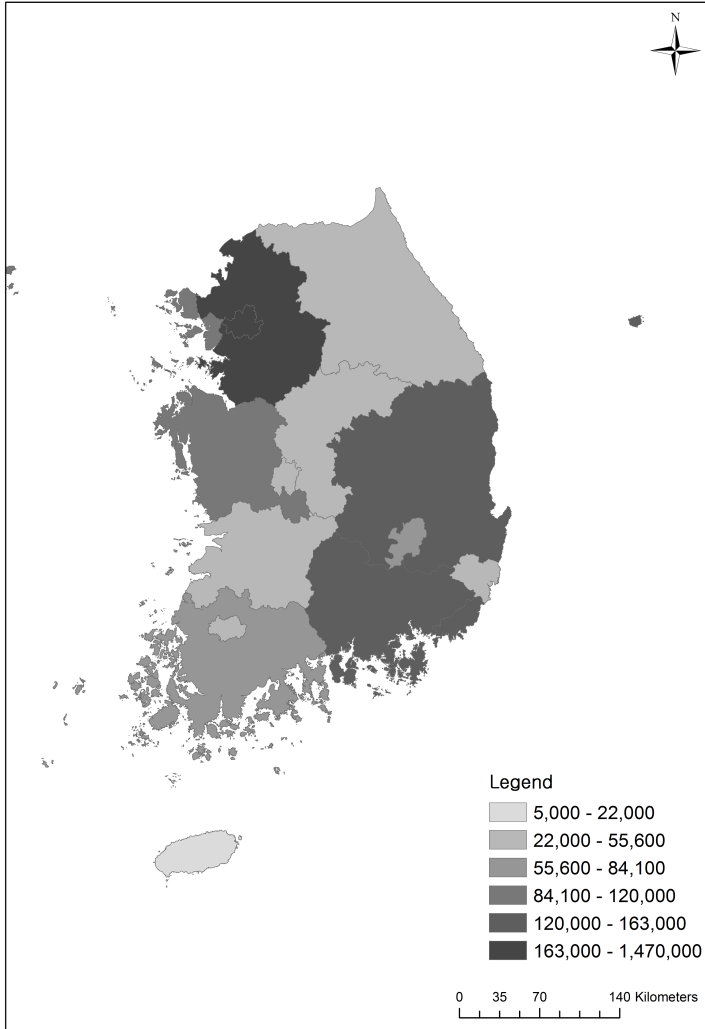 N
Legend
5,000 - 22,000
22,000 - 55,600
55,600 - 84,100
84,100 - 120,000
120,000 - 163,000
163,000 - 1,470,000
0 35 70 140 Kilometers